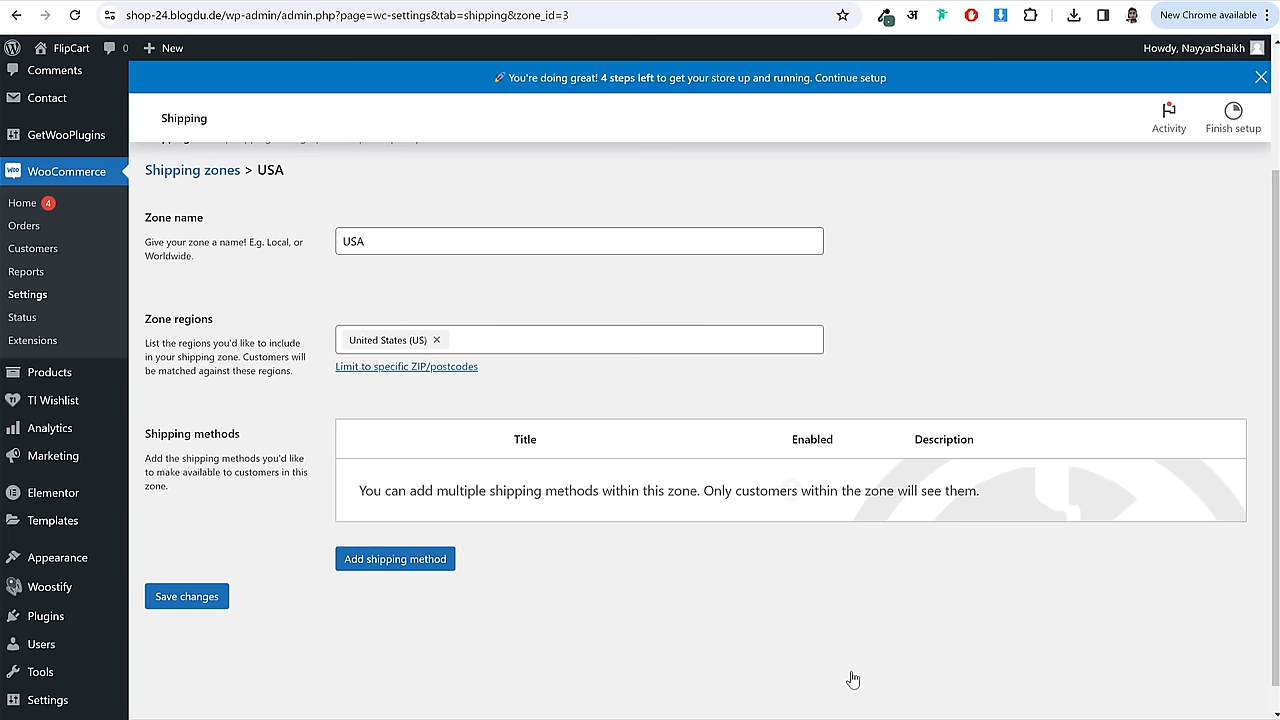 shop-24.blogdu.de/wp-admin/admin.php?page=wc-settings&tab=shipping&zone_id=3
अ
New Chrome available
FlipCart
0
New
Howdy, NayyarShaikh
Comments
Contact
GetWooPlugins
WOO
WooCommerce
Home 4
Orders
Customers
Reports
Settings
Status
Extensions
Products
TI Wishlist
Analytics
Marketing
Elementor
Templates
Appearance
Woostify
Plugins
Users
Tools
Settings
🚀 You're doing great! 4 steps left to get your store up and running. Continue setup
Shipping
Activity
Finish setup
Shipping zones > USA
Zone name
Give your zone a name! E.g. Local, or
Worldwide.
USA
Zone regions
List the regions you'd like to include
in your shipping zone. Customers will
be matched against these regions.
United States (US) ×
Limit to specific ZIP/postcodes
Shipping methods
Add the shipping methods you'd like
to make available to customers in this
zone.
Title Enabled Description
You can add multiple shipping methods within this zone. Only customers within the zone will see them.
Add shipping method
Save changes